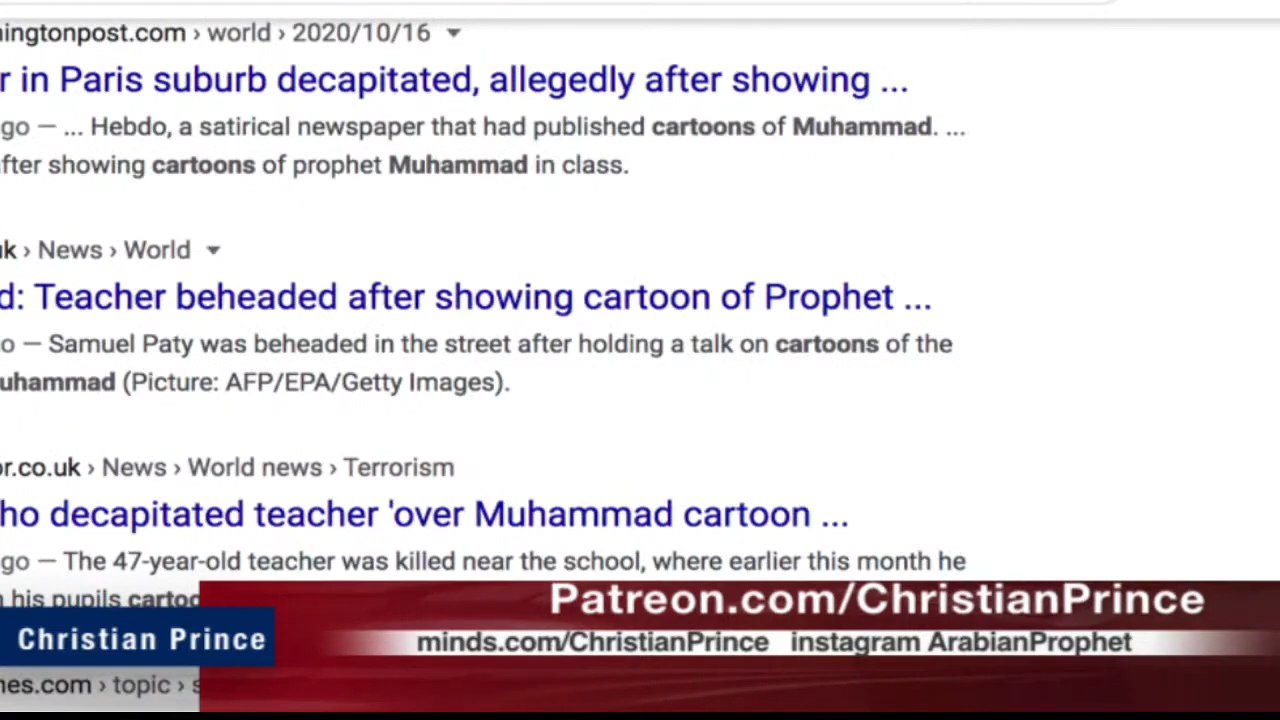 ingtonpost.com › world › 2020/10/16
r in Paris suburb decapitated, allegedly after showing ...
go — ... Hebdo, a satirical newspaper that had published cartoons of Muhammad. ...
fter showing cartoons of prophet Muhammad in class.
k › News › World
d: Teacher beheaded after showing cartoon of Prophet ...
o — Samuel Paty was beheaded in the street after holding a talk on cartoons of the
uhammad (Picture: AFP/EPA/Getty Images).
r.co.uk › News › World news › Terrorism
ho decapitated teacher 'over Muhammad cartoon ...
go — The 47-year-old teacher was killed near the school, where earlier this month he
his pupils cartoo
Patreon.com/ChristianPrince
Christian Prince
minds.com/ChristianPrince instagram ArabianProphet
nes.com › topic › s